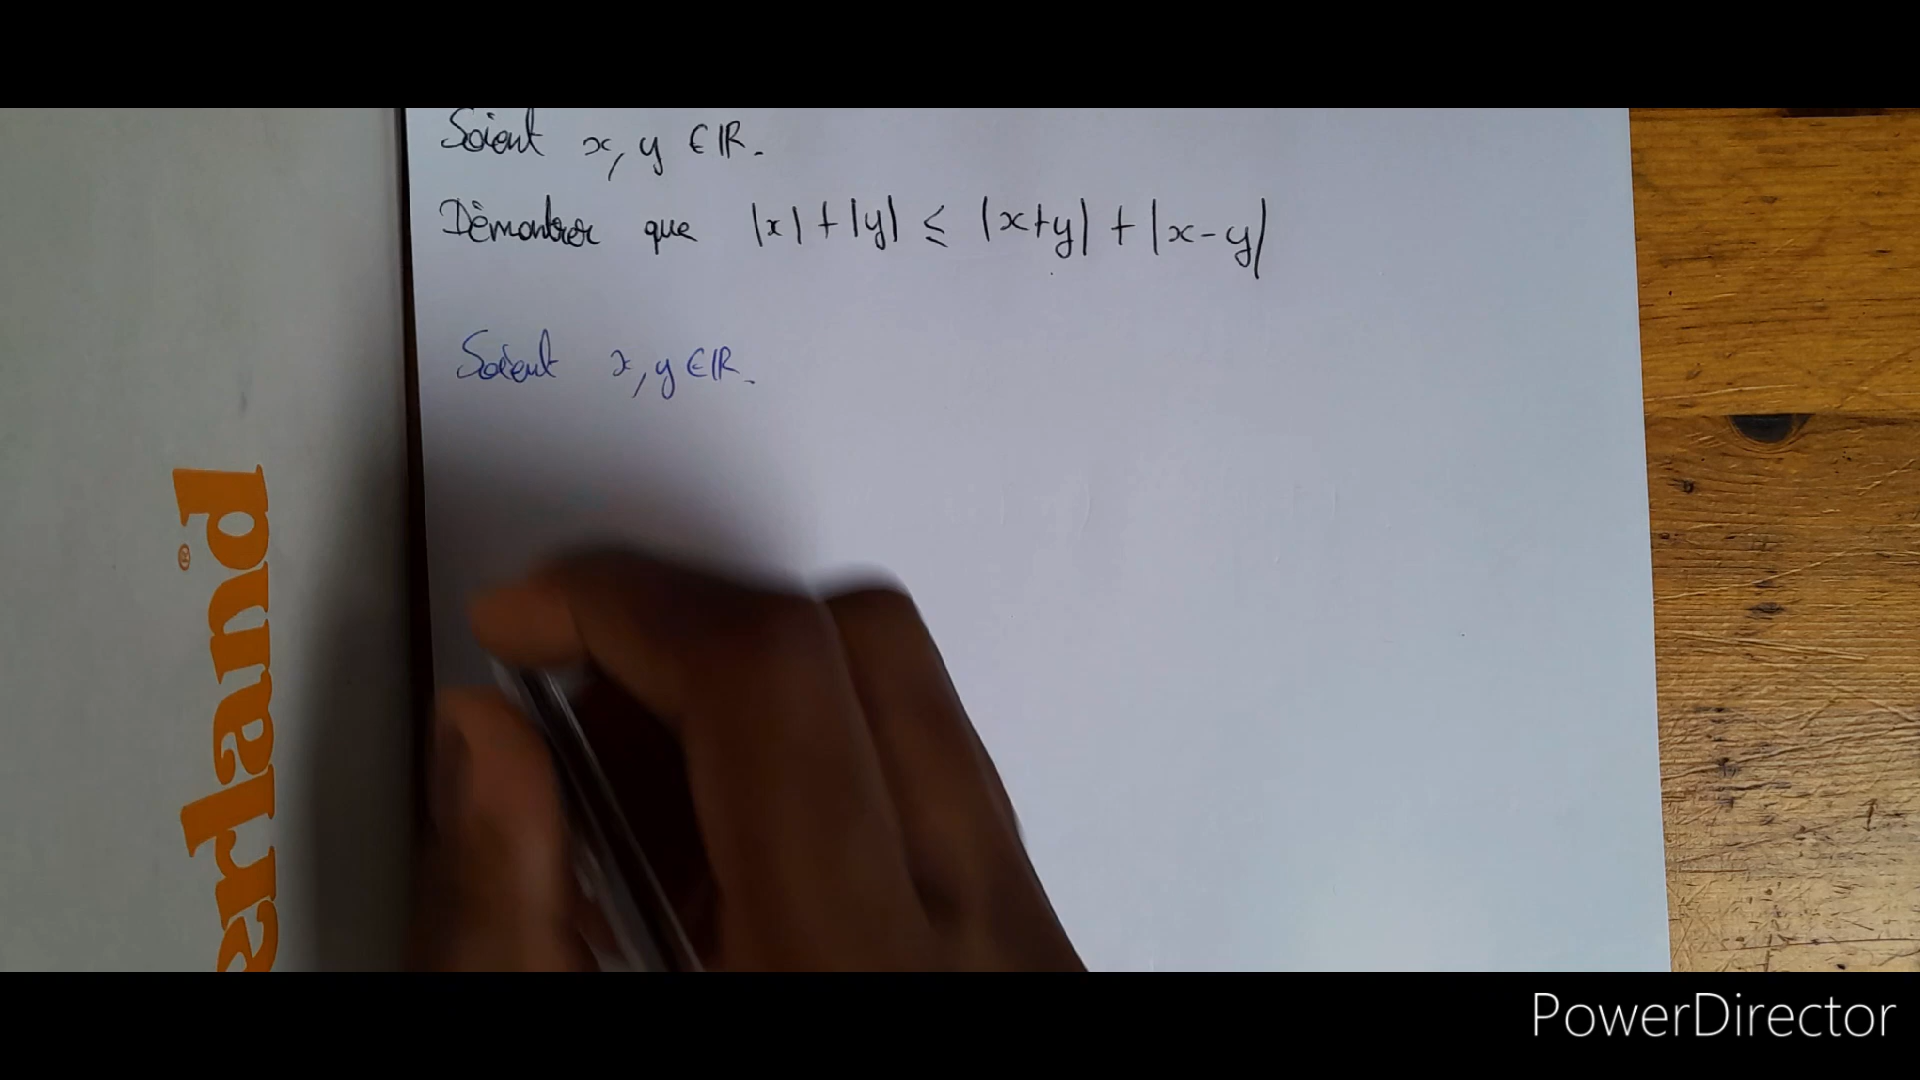 Soient x, y ∈ ℝ.
Démontrer que |x| + |y| ≤ |x+y| + |x-y|
Soient x, y ∈ ℝ.
erland
®
PowerDirector